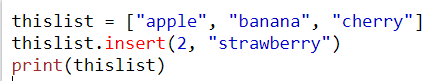 thislist = ["apple", "banana", "cherry"]
thislist.insert(2, "strawberry")
print(thislist)